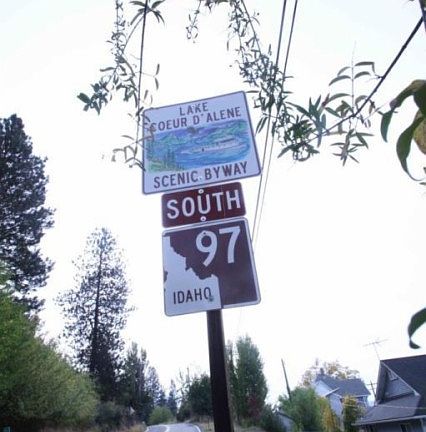 LAKE
COEUR D'ALENE
SCENIC BYWAY
SOUTH
97
IDAHO